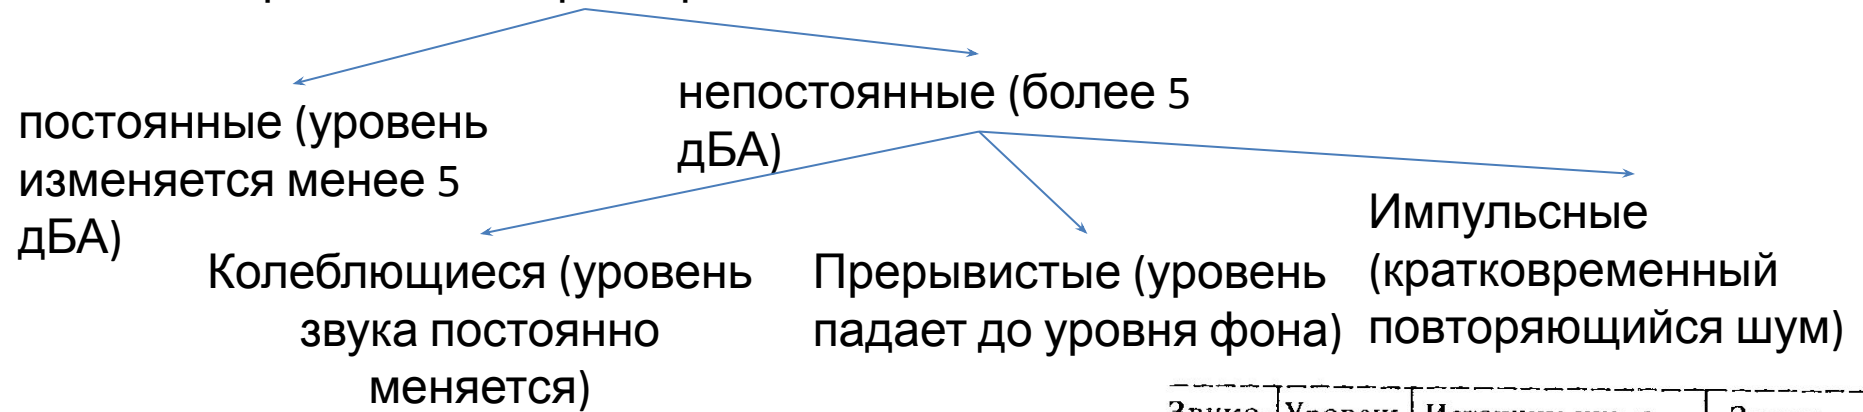 непостоянные (более 5
дБА)
постоянные (уровень
изменяется менее 5
дБА)
Колеблющиеся (уровень
звука постоянно
меняется)
Прерывистые (уровень
падает до уровня фона)
Импульсные
(кратковременный
повторяющийся шум)